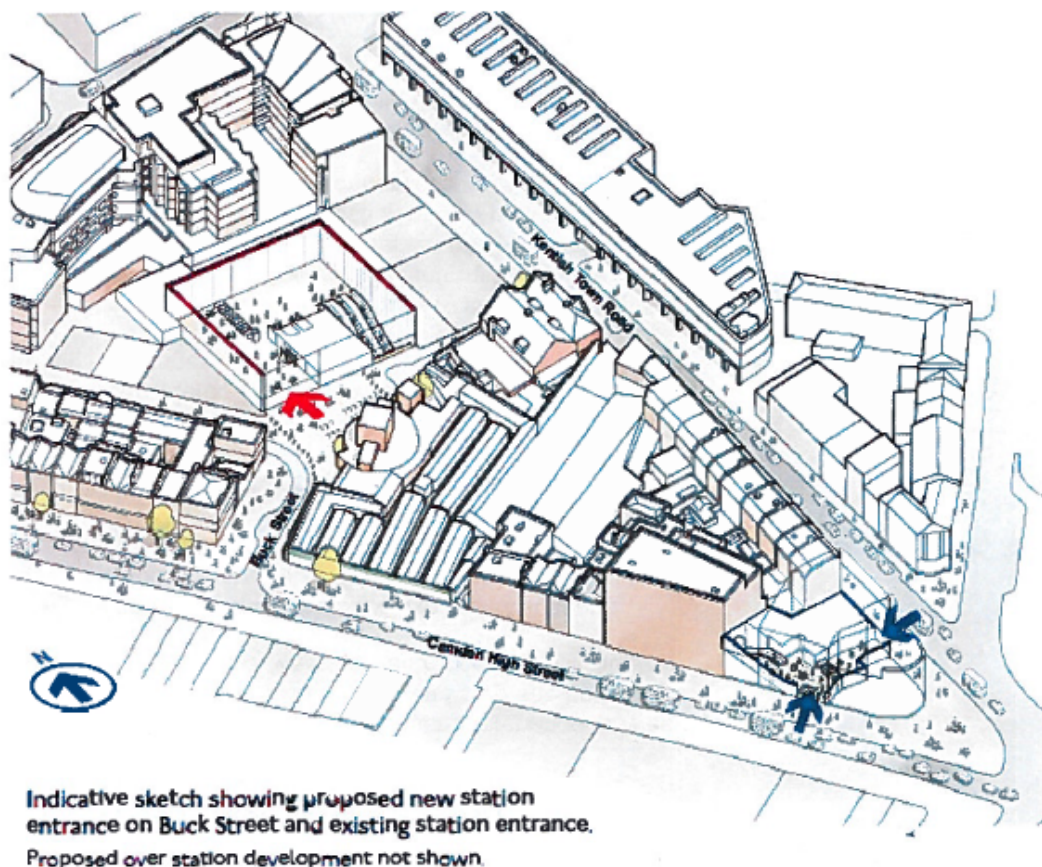 Kentish Town Road
Buck Street
Camden High Street
N
Indicative sketch showing proposed new station
entrance on Buck Street and existing station entrance.
Proposed over station development not shown.